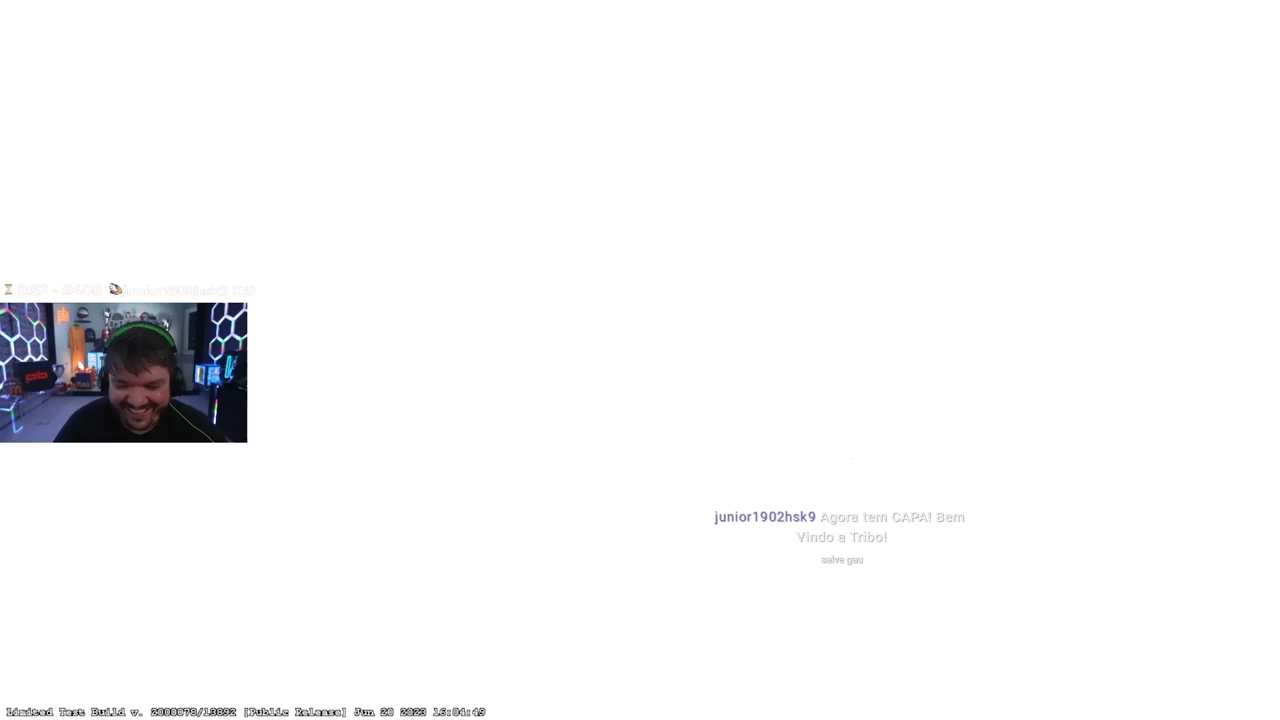 junior1902hsk9 Agora tem CAPA! Bem
Vindo a Tribo!
salve gau
Limited Test Build v. 2000078/13892 [Public Release] Jun 20 2023 16:04:49